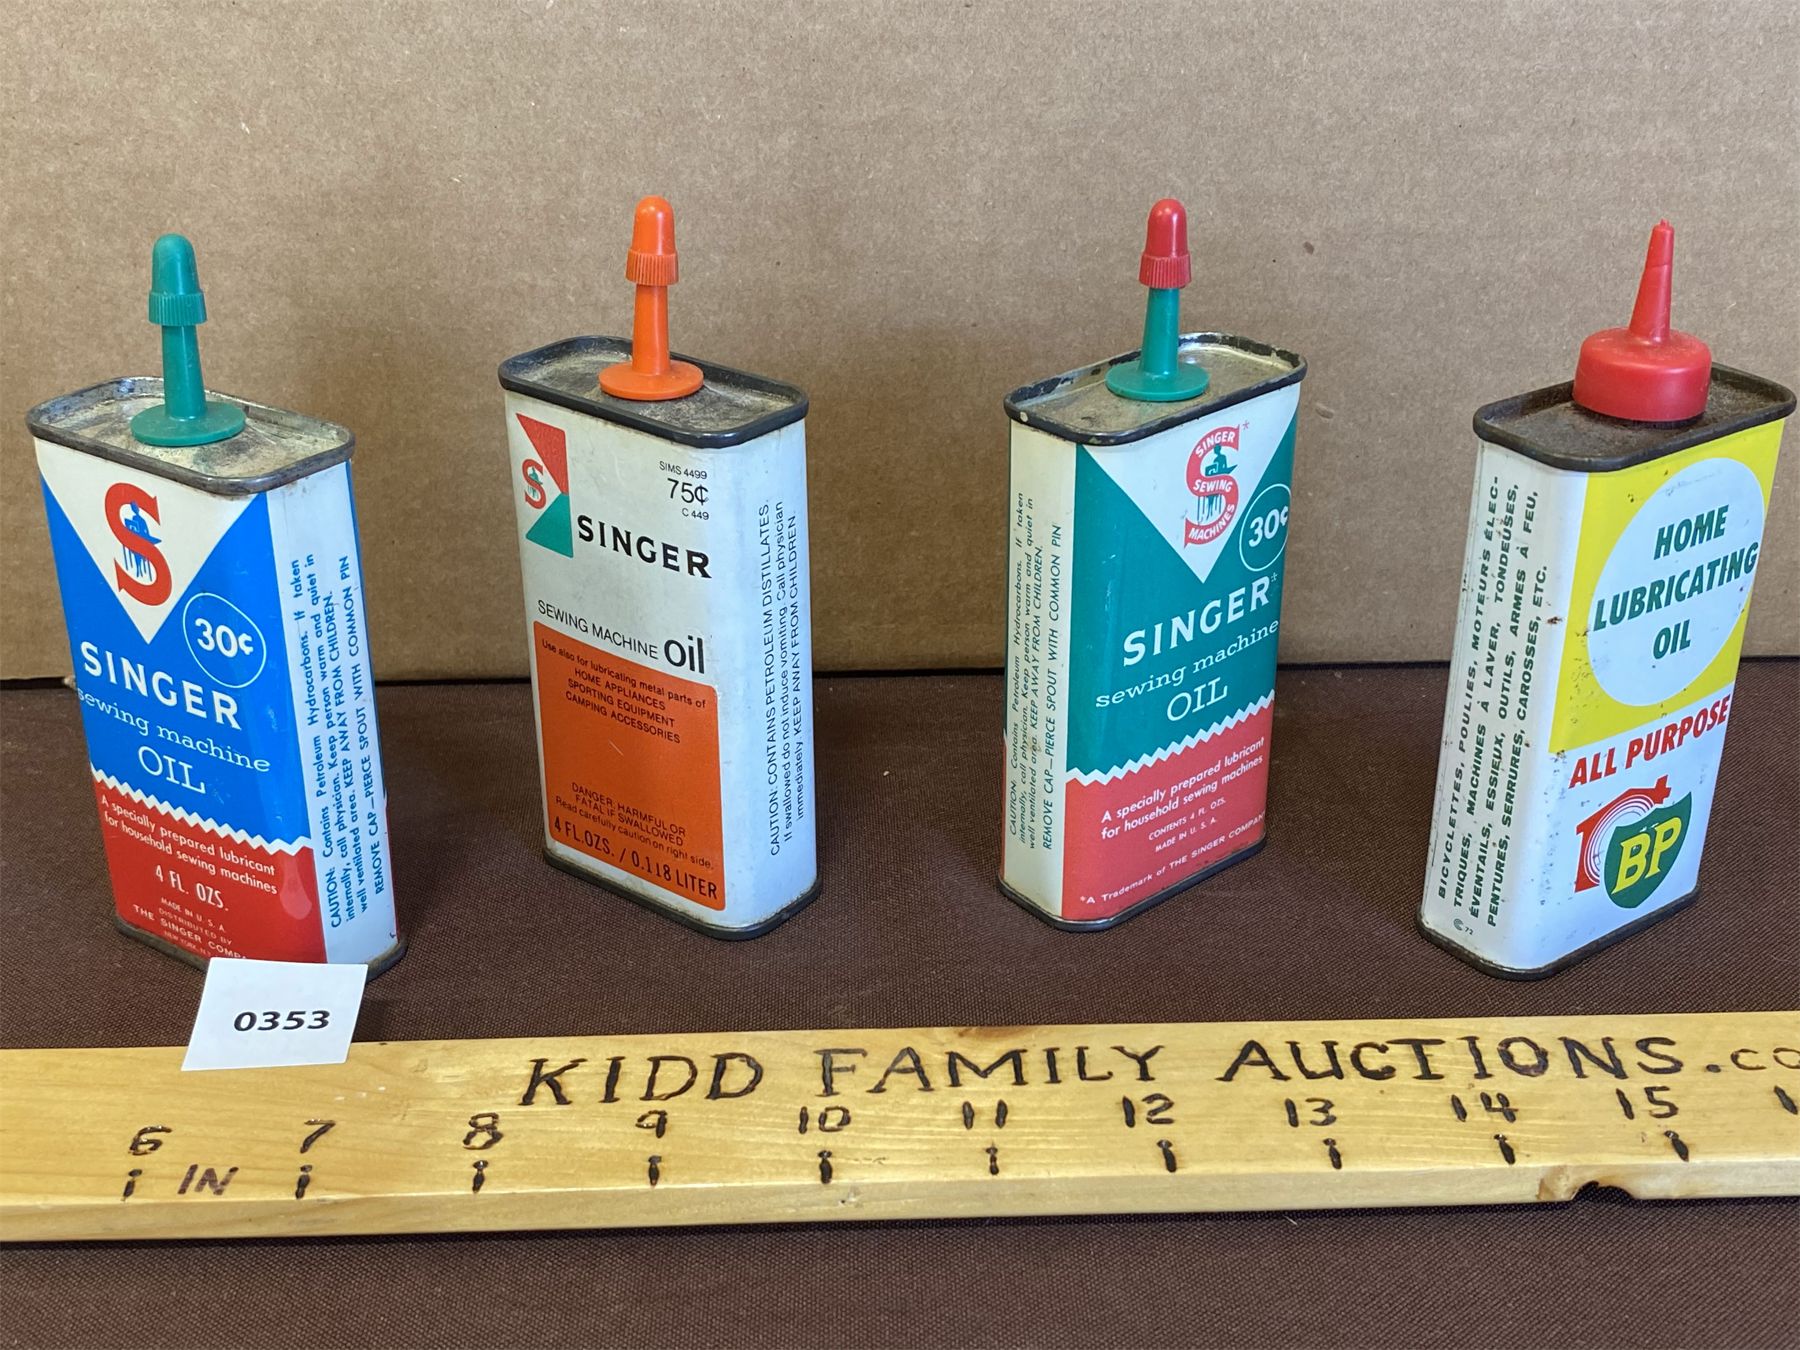 S
30¢
SINGER
sewing machine
OIL
A specially prepared lubricant
for household sewing machines
4 FL. OZS.
MADE IN U. S. A.
DISTRIBUTED BY
THE SINGER
NEW YORK, N.Y.
CAUTION: Contains Petroleum Hydrocarbons. If taken
internally, call physician. Keep person warm and quiet in
well ventilated area. KEEP AWAY FROM CHILDREN.
REMOVE CAP—PIERCE SPOUT WITH COMMON PIN
S
SIMS 4499
75¢
C 449
SINGER
SEWING MACHINE oil
Use also for lubricating metal parts of
HOME APPLIANCES
SPORTING EQUIPMENT
CAMPING ACCESSORIES
DANGER: HARMFUL OR
FATAL IF SWALLOWED
Read carefully caution on right side.
4 FL.OZS. / 0.118 LITER
CAUTION: CONTAINS PETROLEUM DISTILLATES.
If swallowed do not induce vomiting. Call physician
immediately. KEEP AWAY FROM CHILDREN.
CAUTION: Contains Petroleum Hydrocarbons. If taken
internally, call physician. Keep person warm and quiet in
well ventilated area. KEEP AWAY FROM CHILDREN.
REMOVE CAP—PIERCE SPOUT WITH COMMON PIN
SINGER*
SEWING
MACHINES
30¢
SINGER*
sewing machine
OIL
A specially prepared lubricant
for household sewing machines
CONTENTS 4 FL. OZS.
MADE IN U. S. A.
*A Trademark of THE SINGER COMPANY
BICYCLETTES, POULIES, MOTEURS ÉLEC-
TRIQUES, MACHINES À LAVER, TONDEUSES,
ÉVENTAILS, ESSIEUX, OUTILS, ARMES À FEU,
PENTURES, SERRURES, CAROSSES, ETC.
72
HOME
LUBRICATING
OIL
ALL PURPOSE
BP
0353
KIDD FAMILY AUCTIONS.co
6 7 8 9 10 11 12 13 14 15
IN